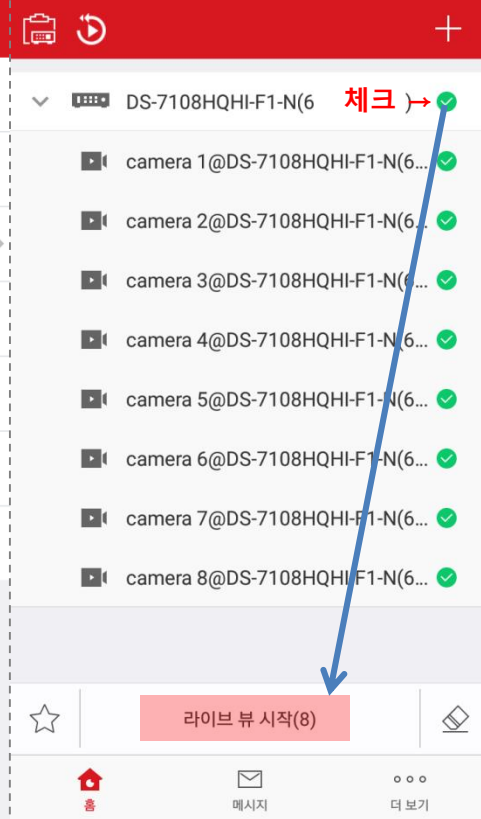 DS-7108HQHI-F1-N(6 체크 )→
camera 1@DS-7108HQHI-F1-N(6...
camera 2@DS-7108HQHI-F1-N(6...
camera 3@DS-7108HQHI-F1-N(6...
camera 4@DS-7108HQHI-F1-N(6...
camera 5@DS-7108HQHI-F1-N(6...
camera 6@DS-7108HQHI-F1-N(6...
camera 7@DS-7108HQHI-F1-N(6...
camera 8@DS-7108HQHI-F1-N(6...
라이브 뷰 시작(8)
홈 메시지 더 보기